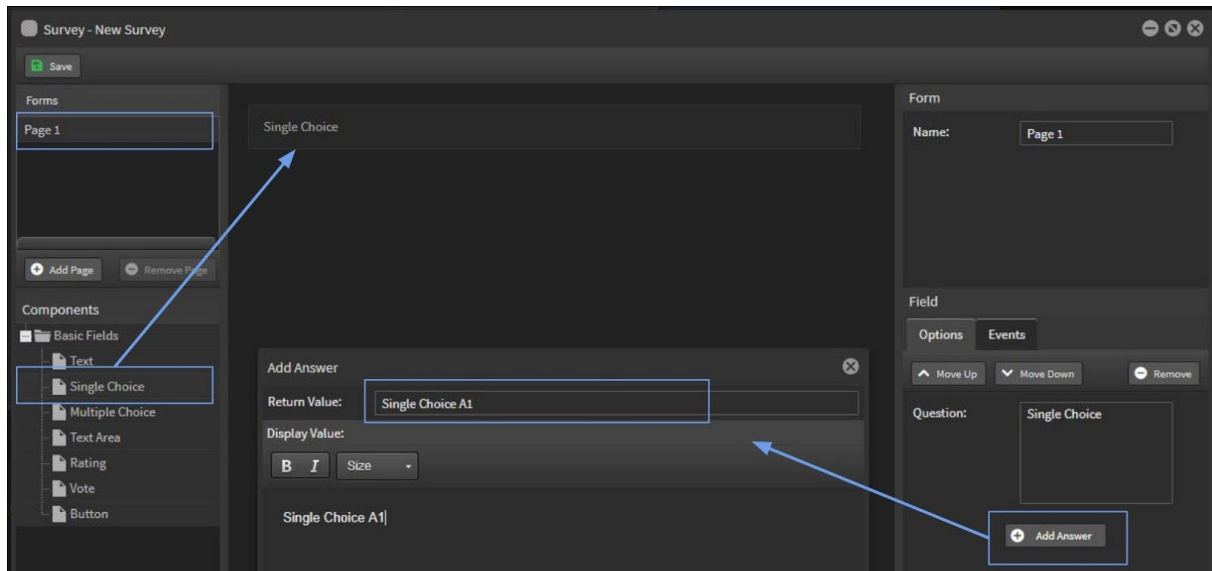 Survey - New Survey
Save
Forms
Page 1
Add Page
Remove Page
Components
Basic Fields
Text
Single Choice
Multiple Choice
Text Area
Rating
Vote
Button
Single Choice
Add Answer
Return Value:
Single Choice A1
Display Value:
B I Size
Single Choice A1
Form
Name:
Page 1
Field
Options Events
Move Up Move Down Remove
Question:
Single Choice
Add Answer